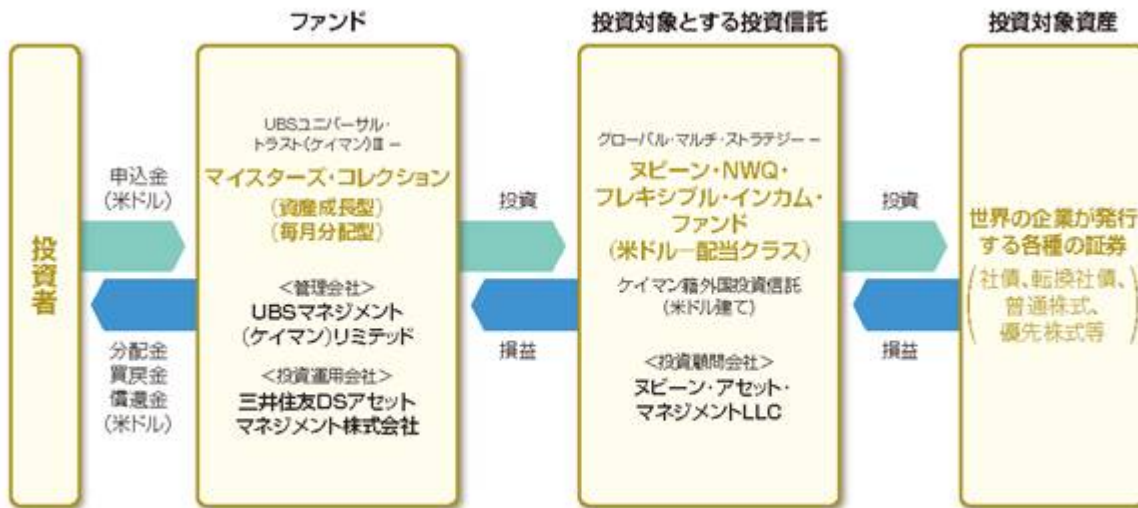 ファンド
投資対象とする投資信託
投資対象資産
投資者
申込金
(米ドル)
分配金
買戻金
償還金
(米ドル)
UBSユニバーサル・
トラスト(ケイマン)Ⅲ －
マイスターズ・コレクション
(資産成長型)
(毎月分配型)
<管理会社>
UBSマネジメント
(ケイマン)リミテッド
<投資運用会社>
三井住友DSアセット
マネジメント株式会社
投資
損益
グローバル・マルチ・ストラテジー －
ヌビーン・NWQ・
フレキシブル・インカム・
ファンド
(米ドル－配当クラス)
ケイマン籍外国投資信託
(米ドル建て)
<投資顧問会社>
ヌビーン・アセット・
マネジメントLLC
投資
損益
世界の企業が発行
する各種の証券
(社債、転換社債、
普通株式、
優先株式等)